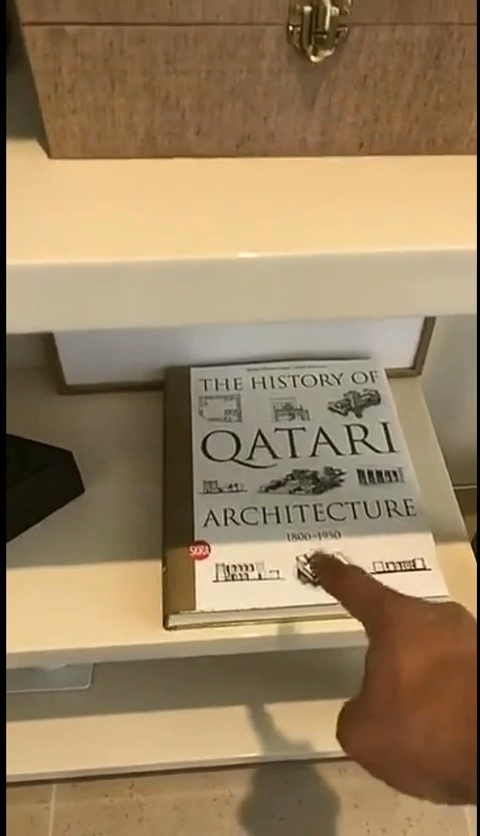 THE HISTORY OF
QATARI
ARCHITECTURE
1800-1950
SKIRA